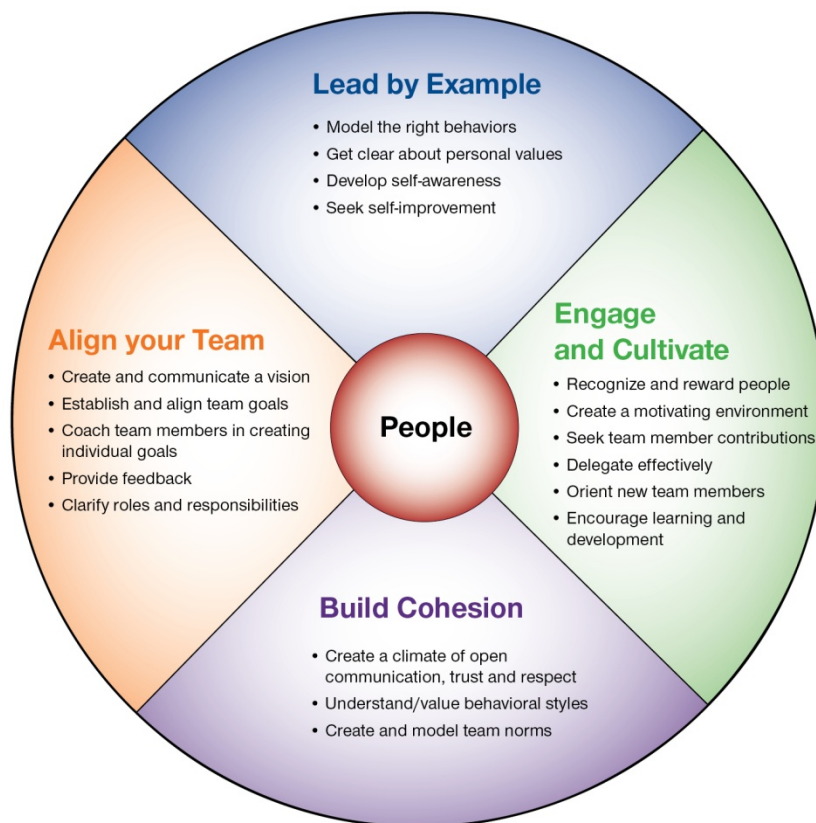 Lead by Example
• Model the right behaviors
• Get clear about personal values
• Develop self-awareness
• Seek self-improvement
Engage
and Cultivate
• Recognize and reward people
• Create a motivating environment
• Seek team member contributions
• Delegate effectively
• Orient new team members
• Encourage learning and
development
Build Cohesion
• Create a climate of open
communication, trust and respect
• Understand/value behavioral styles
• Create and model team norms
Align your Team
• Create and communicate a vision
• Establish and align team goals
• Coach team members in creating
individual goals
• Provide feedback
• Clarify roles and responsibilities
People